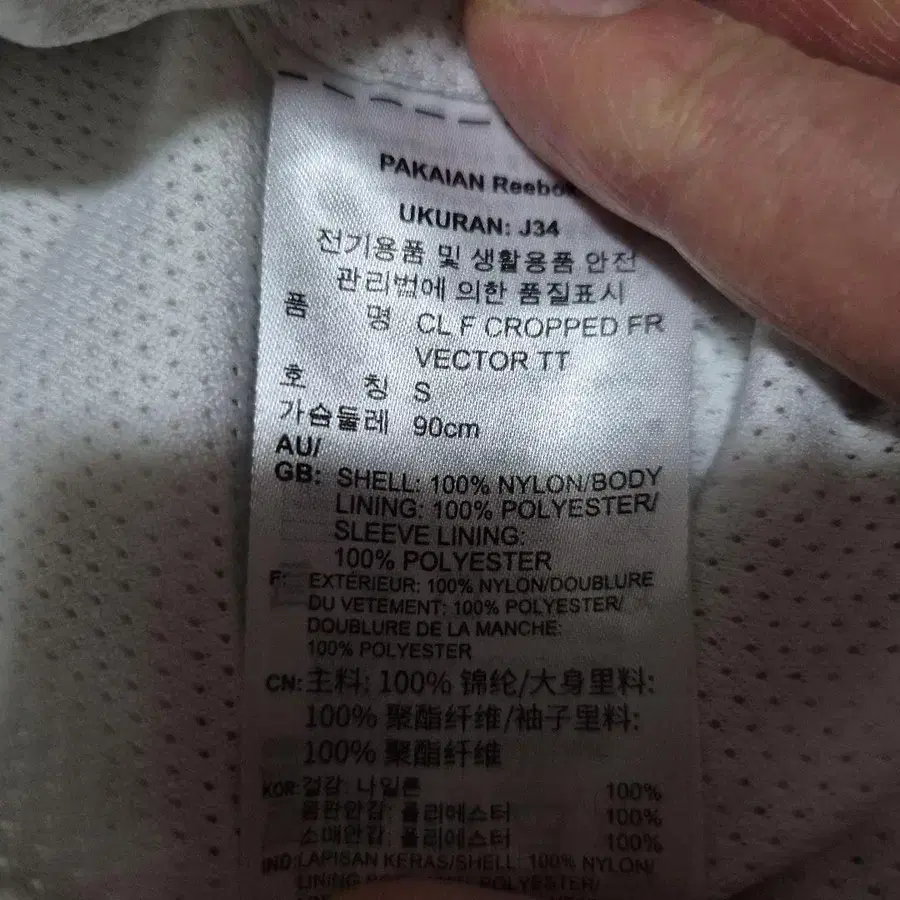 PAKAIAN Reebok
UKURAN: J34
전기용품 및 생활용품 안전
관리법에 의한 품질표시
품 명 CL F CROPPED FR
VECTOR TT
호 칭 S
가슴둘레 90cm
AU/
GB: SHELL: 100% NYLON/BODY
LINING: 100% POLYESTER/
SLEEVE LINING:
100% POLYESTER
F: EXTÉRIEUR: 100% NYLON/DOUBLURE
DU VETEMENT: 100% POLYESTER/
DOUBLURE DE LA MANCHE:
100% POLYESTER
CN: 主料: 100% 锦纶/大身里料:
100% 聚酯纤维/袖子里料:
100% 聚酯纤维
KOR: 겉감: 나일론 100%
몸판안감: 폴리에스터 100%
소매안감: 폴리에스터 100%
IND: LAPISAN KERAS/SHELL: 100% NYLON/
LINING POLYESTER/